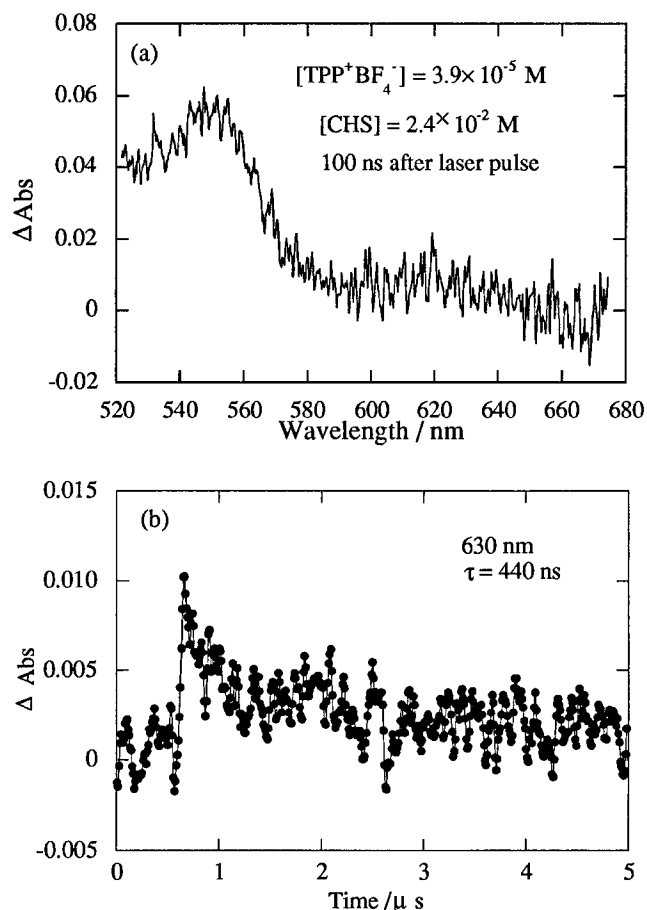 0.08
(a)
[TPP⁺BF₄⁻] = 3.9× 10⁻⁵ M
0.06
[CHS] = 2.4× 10⁻² M
100 ns after laser pulse
0.04
Δ Abs
0.02
0
-0.02
520 540 560 580 600 620 640 660 680
Wavelength / nm
0.015
(b)
630 nm
τ = 440 ns
0.010
Δ Abs
0.005
0
-0.005
0 1 2 3 4 5
Time /μ s